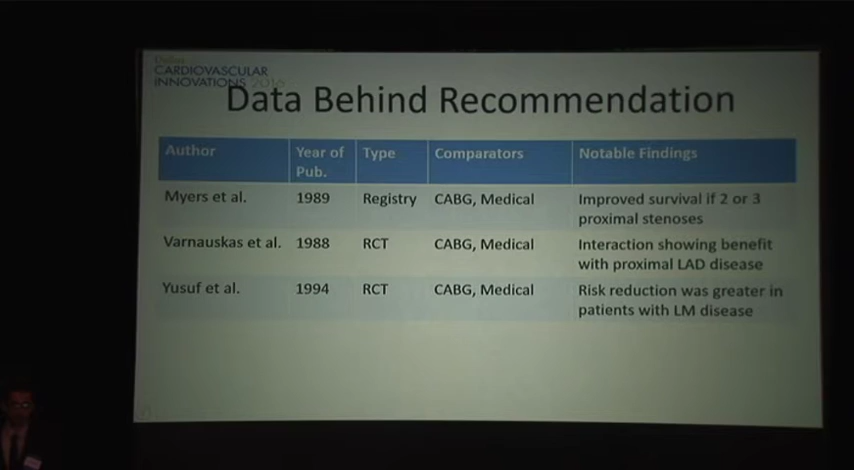 Dallas
CARDIOVASCULAR
INNOVATIONS 2016
Data Behind Recommendation
Author Year of Pub. Type Comparators Notable Findings
Myers et al. 1989 Registry CABG, Medical Improved survival if 2 or 3
proximal stenoses
Varnauskas et al. 1988 RCT CABG, Medical Interaction showing benefit
with proximal LAD disease
Yusuf et al. 1994 RCT CABG, Medical Risk reduction was greater in
patients with LM disease